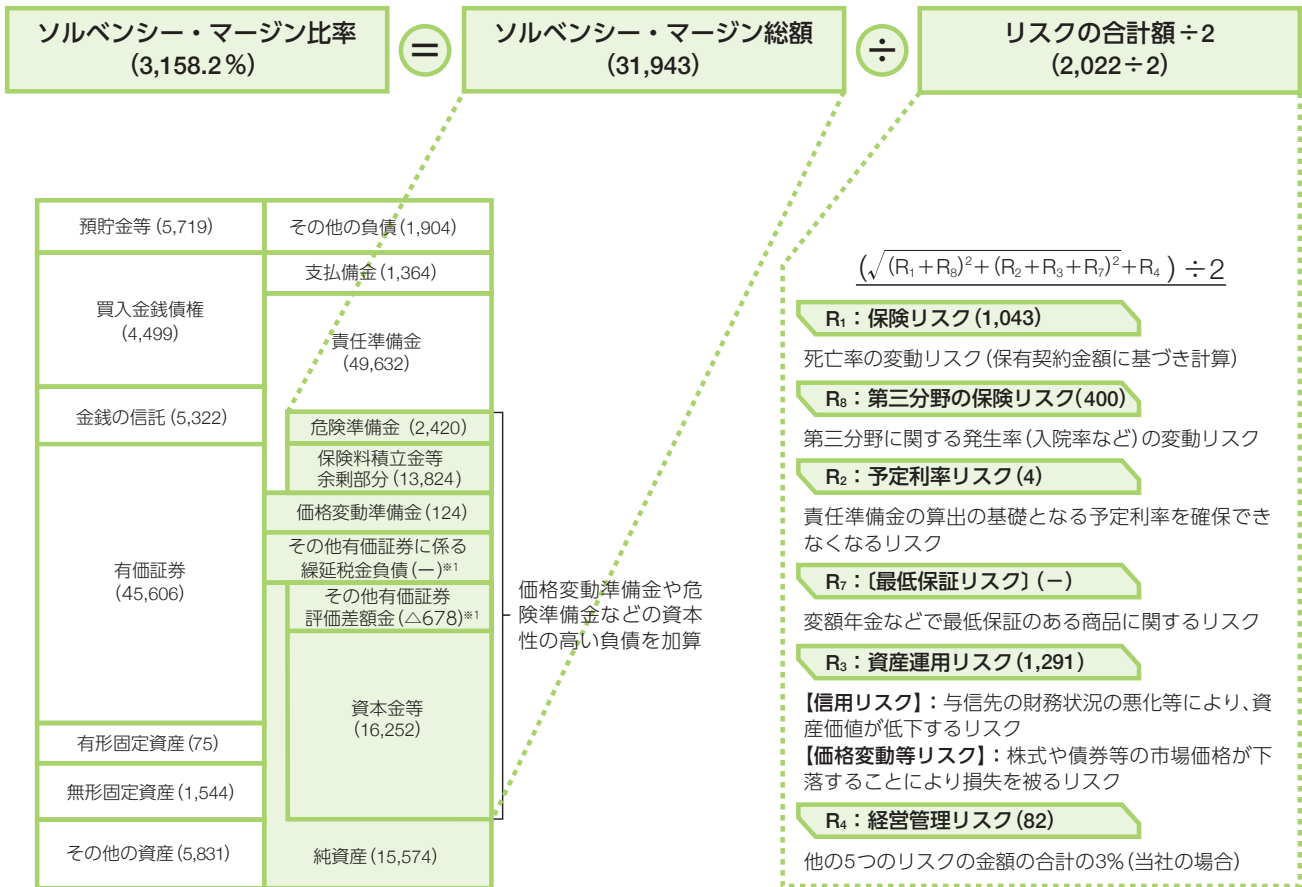 ソルベンシー・マージン比率
(3,158.2%)
=
ソルベンシー・マージン総額
(31,943)
÷
リスクの合計額÷2
(2,022÷2)
預貯金等(5,719)
買入金銭債権
(4,499)
金銭の信託(5,322)
有価証券
(45,606)
有形固定資産(75)
無形固定資産(1,544)
その他の資産(5,831)
その他の負債(1,904)
支払備金(1,364)
責任準備金
(49,632)
危険準備金 (2,420)
保険料積立金等
余剰部分(13,824)
価格変動準備金(124)
その他有価証券に係る
繰延税金負債(ー)※1
その他有価証券
評価差額金(△678)※1
資本金等
(16,252)
純資産(15,574)
価格変動準備金や危
険準備金などの資本
性の高い負債を加算
(√(R₁+R₈)²+(R₂+R₃+R₇)²+R₄)÷2
R₁:保険リスク(1,043)
死亡率の変動リスク(保有契約金額に基づき計算)
R₈:第三分野の保険リスク(400)
第三分野に関する発生率(入院率など)の変動リスク
R₂:予定利率リスク(4)
責任準備金の算出の基礎となる予定利率を確保でき
なくなるリスク
R₇:〔最低保証リスク〕(−)
変額年金などで最低保証のある商品に関するリスク
R₃:資産運用リスク(1,291)
【信用リスク】:与信先の財務状況の悪化等により、資
産価値が低下するリスク
【価格変動等リスク】:株式や債券等の市場価格が下
落することにより損失を被るリスク
R₄:経営管理リスク(82)
他の5つのリスクの金額の合計の3%(当社の場合)